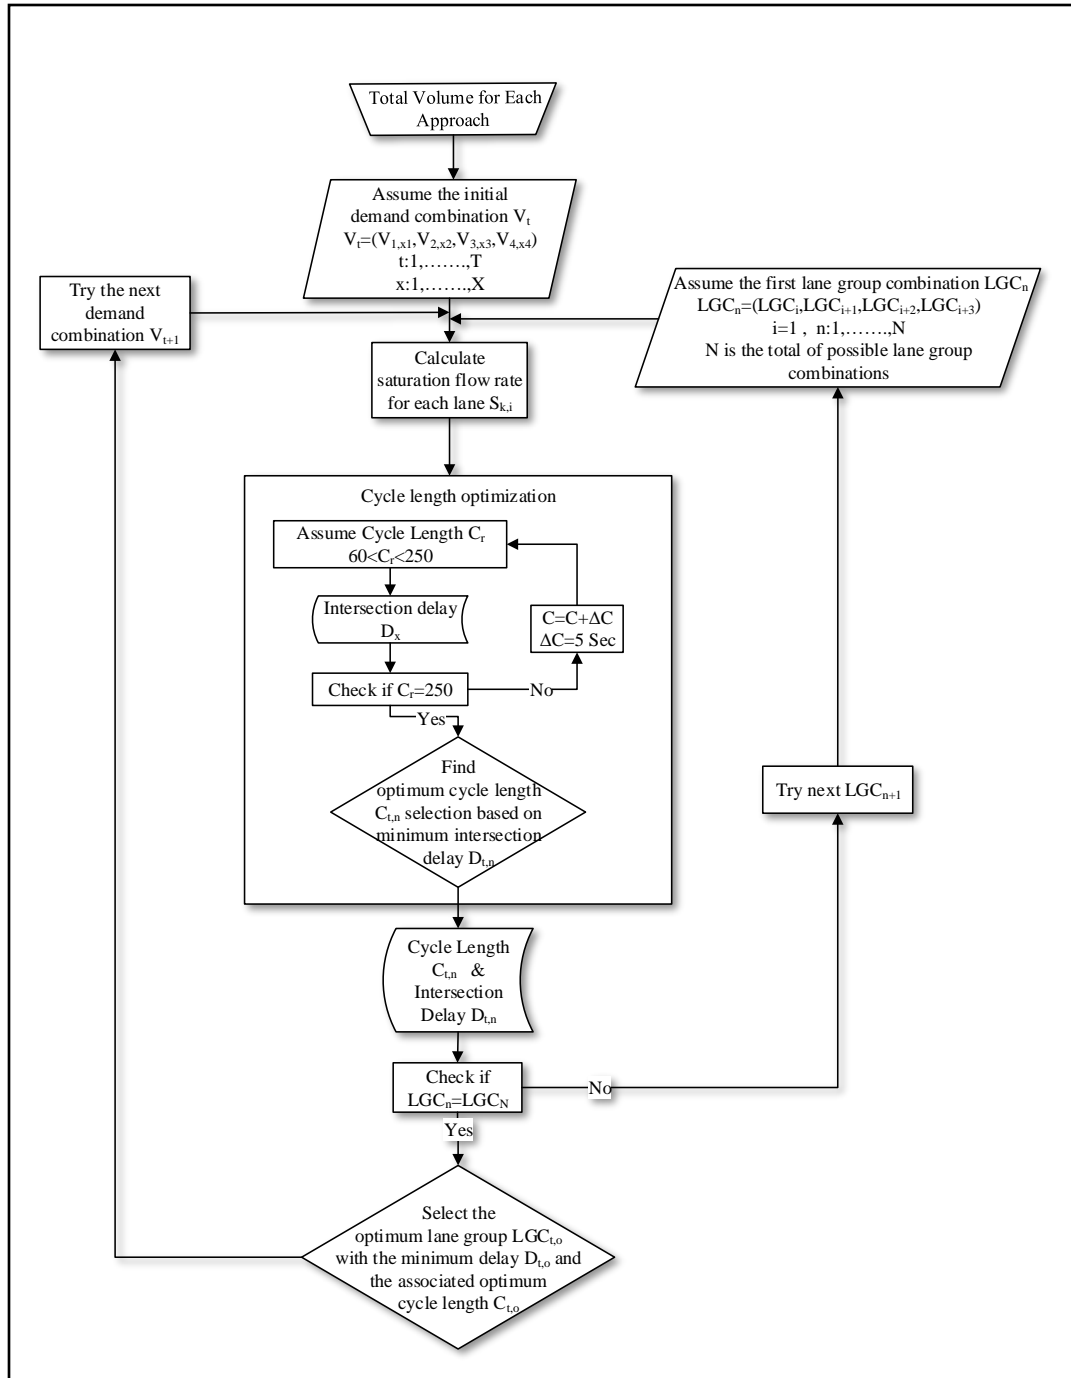 Total Volume for Each
Approach
Assume the initial
demand combination Vₜ
Vₜ=(V₁,ₓ₁,V₂,ₓ₂,V₃,ₓ₃,V₄,ₓ₄)
t:1,.......,T
x:1,.......,X
Try the next
demand
combination Vₜ₊₁
Assume the first lane group combination LGCₙ
LGCₙ=(LGCᵢ,LGCᵢ₊₁,LGCᵢ₊₂,LGCᵢ₊₃)
i=1 , n:1,.......,N
N is the total of possible lane group
combinations
Calculate
saturation flow rate
for each lane Sₖ,ᵢ
Cycle length optimization
Assume Cycle Length Cᵣ
60<Cᵣ<250
Intersection delay
Dₓ
C=C+ΔC
ΔC=5 Sec
Check if Cᵣ=250
No
Yes
Find
optimum cycle length
Cₜ,ₙ selection based on
minimum intersection
delay Dₜ,ₙ
Try next LGCₙ₊₁
Cycle Length
Cₜ,ₙ &
Intersection
Delay Dₜ,ₙ
Check if
LGCₙ=LGC_N
No
Yes
Select the
optimum lane group LGCₜ,ₒ
with the minimum delay Dₜ,ₒ and
the associated optimum
cycle length Cₜ,ₒ